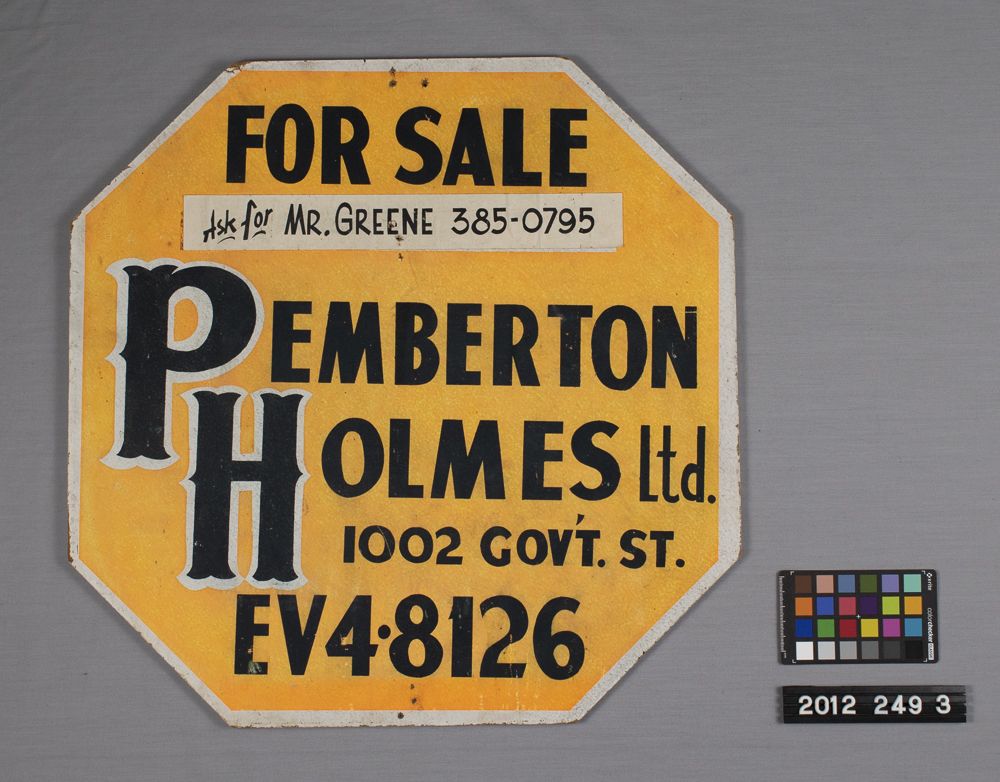 FOR SALE
Ask for MR. GREENE 385-0795
PEMBERTON
HOLMES Ltd.
1002 GOV'T. ST.
EV4·8126
2012 249 3